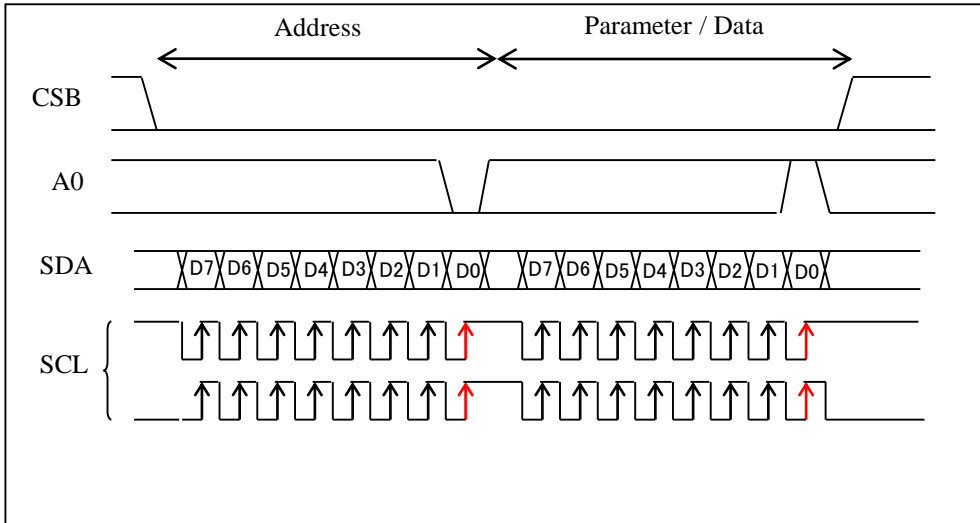 Address Parameter / Data
CSB
A0
SDA D7 D6 D5 D4 D3 D2 D1 D0 D7 D6 D5 D4 D3 D2 D1 D0
SCL